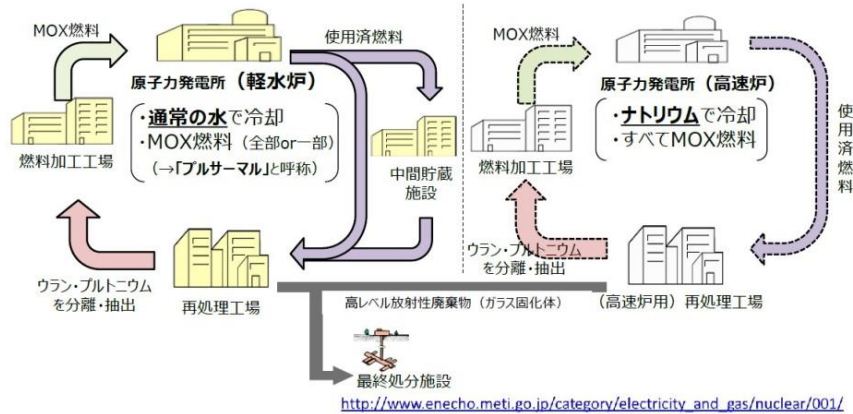 MOX燃料
使用済燃料
原子力発電所（軽水炉）
・通常の水で冷却
・MOX燃料（全部or一部）
（→「プルサーマル」と呼称）
燃料加工工場
中間貯蔵
施設
ウラン・プルトニウム
を分離・抽出
再処理工場
MOX燃料
原子力発電所（高速炉）
・ナトリウムで冷却
・すべてMOX燃料
使用済燃料
燃料加工工場
ウラン・プルトニウム
を分離・抽出
（高速炉用）再処理工場
高レベル放射性廃棄物（ガラス固化体）
最終処分施設
http://www.enecho.meti.go.jp/category/electricity_and_gas/nuclear/001/